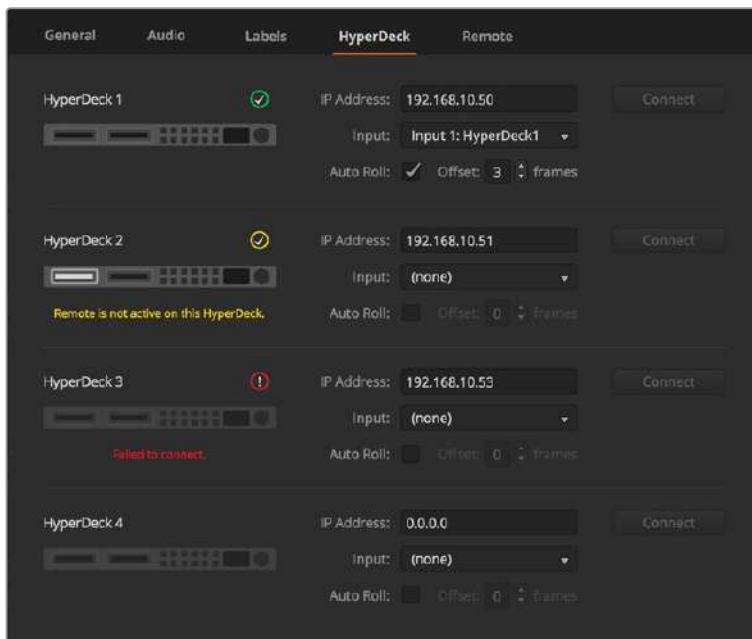 General Audio Labels HyperDeck Remote
HyperDeck 1 IP Address: 192.168.10.50 Connect
Input: Input 1: HyperDeck1
Auto Roll: Offset: 3 frames
HyperDeck 2 IP Address: 192.168.10.51 Connect
Input: (none)
Remote is not active on this HyperDeck. Auto Roll: Offset: 0 frames
HyperDeck 3 IP Address: 192.168.10.53 Connect
Input: (none)
Failed to connect. Auto Roll: Offset: 0 frames
HyperDeck 4 IP Address: 0.0.0.0 Connect
Input: (none)
Auto Roll: Offset: 0 frames